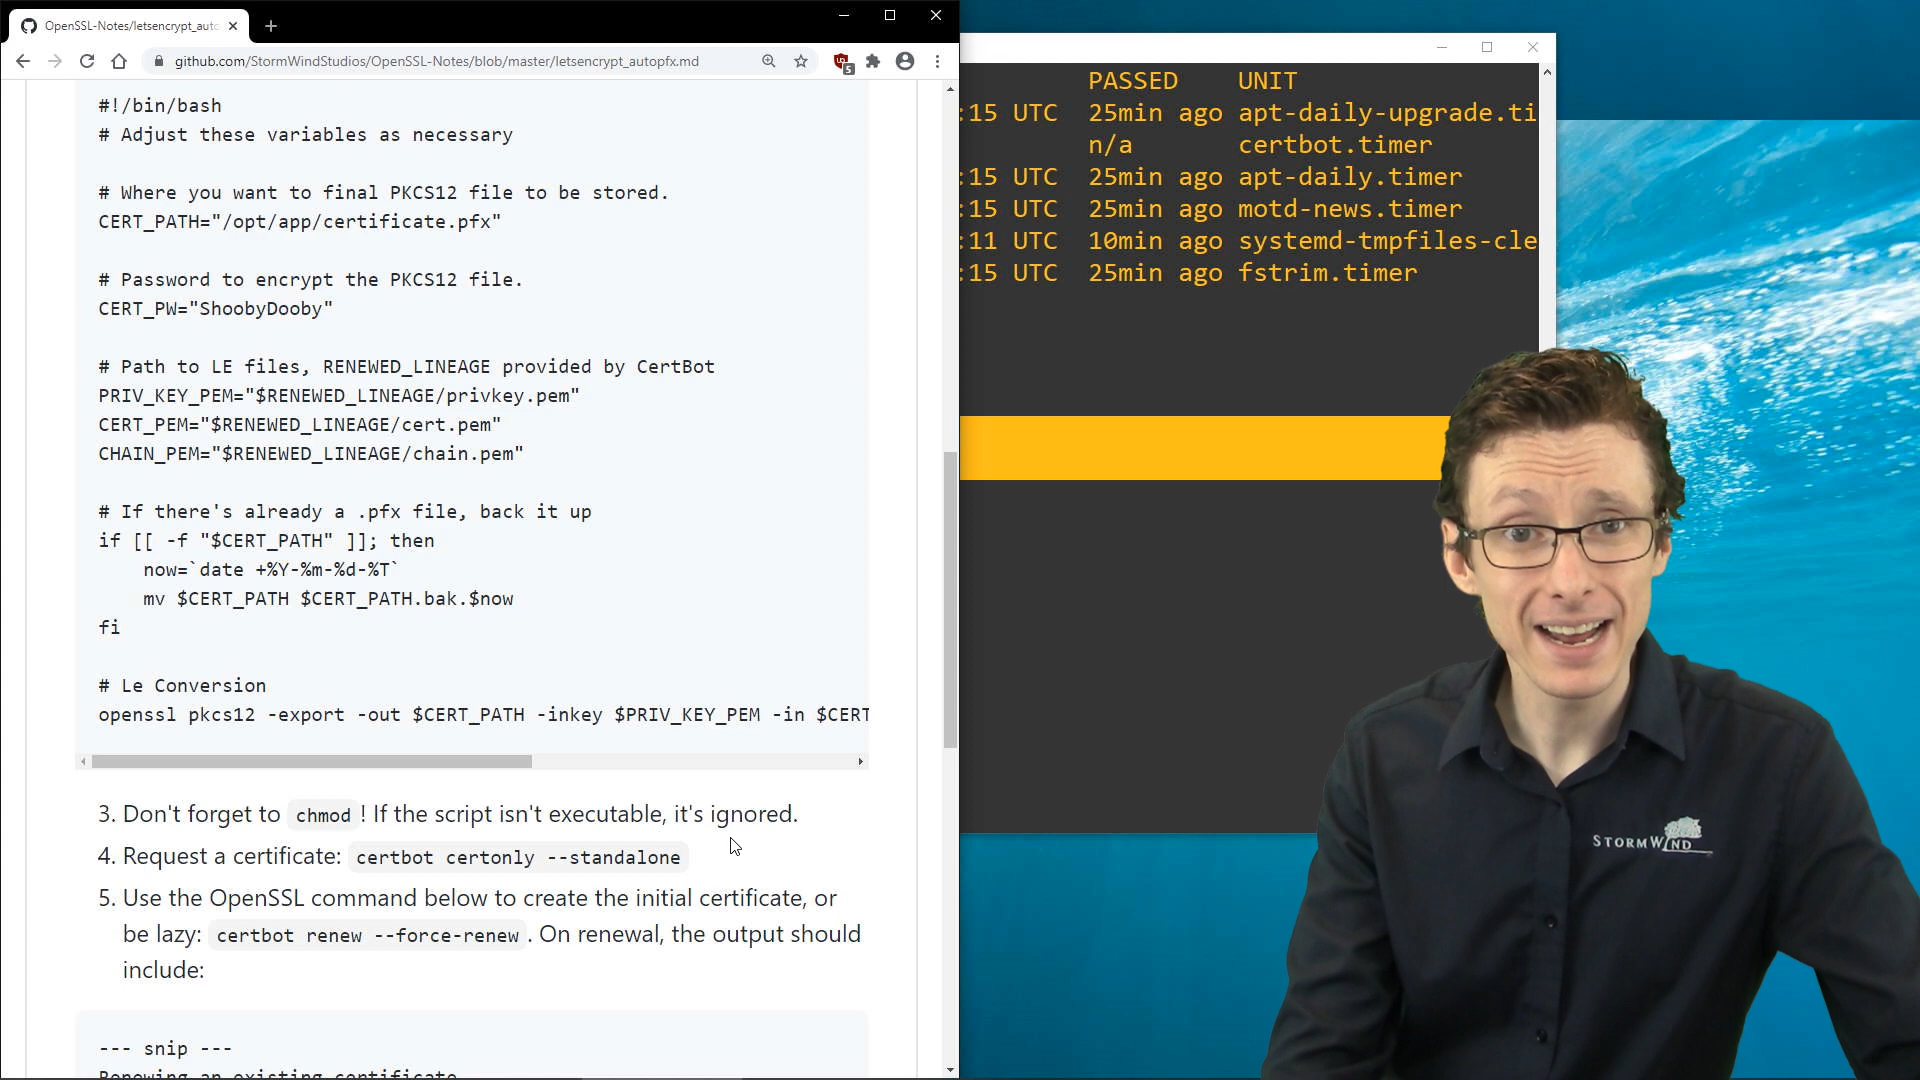 OpenSSL-Notes/letsencrypt_auto
github.com/StormWindStudios/OpenSSL-Notes/blob/master/letsencrypt_autopfx.md
5
#!/bin/bash
# Adjust these variables as necessary
# Where you want to final PKCS12 file to be stored.
CERT_PATH="/opt/app/certificate.pfx"
# Password to encrypt the PKCS12 file.
CERT_PW="ShoobyDooby"
# Path to LE files, RENEWED_LINEAGE provided by CertBot
PRIV_KEY_PEM="$RENEWED_LINEAGE/privkey.pem"
CERT_PEM="$RENEWED_LINEAGE/cert.pem"
CHAIN_PEM="$RENEWED_LINEAGE/chain.pem"
# If there's already a .pfx file, back it up
if [[ -f "$CERT_PATH" ]]; then
now=`date +%Y-%m-%d-%T`
mv $CERT_PATH $CERT_PATH.bak.$now
fi
# Le Conversion
openssl pkcs12 -export -out $CERT_PATH -inkey $PRIV_KEY_PEM -in $CERT
3. Don't forget to chmod ! If the script isn't executable, it's ignored.
4. Request a certificate: certbot certonly --standalone
5. Use the OpenSSL command below to create the initial certificate, or
be lazy: certbot renew --force-renew . On renewal, the output should
include:
--- snip ---
Renewing an existing certificate
PASSED UNIT
:15 UTC 25min ago apt-daily-upgrade.ti
n/a certbot.timer
:15 UTC 25min ago apt-daily.timer
:15 UTC 25min ago motd-news.timer
:11 UTC 10min ago systemd-tmpfiles-cle
:15 UTC 25min ago fstrim.timer
STORMWIND